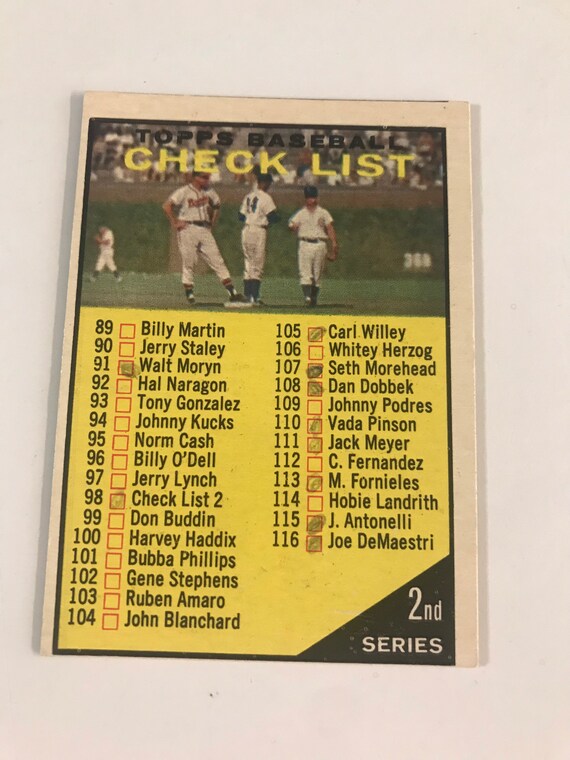 TOPPS BASEBALL
CHECK LIST
14
368
89 Billy Martin
90 Jerry Staley
91 Walt Moryn
92 Hal Naragon
93 Tony Gonzalez
94 Johnny Kucks
95 Norm Cash
96 Billy O'Dell
97 Jerry Lynch
98 Check List 2
99 Don Buddin
100 Harvey Haddix
101 Bubba Phillips
102 Gene Stephens
103 Ruben Amaro
104 John Blanchard
105 Carl Willey
106 Whitey Herzog
107 Seth Morehead
108 Dan Dobbek
109 Johnny Podres
110 Vada Pinson
111 Jack Meyer
112 C. Fernandez
113 M. Fornieles
114 Hobie Landrith
115 J. Antonelli
116 Joe DeMaestri
2nd
SERIES